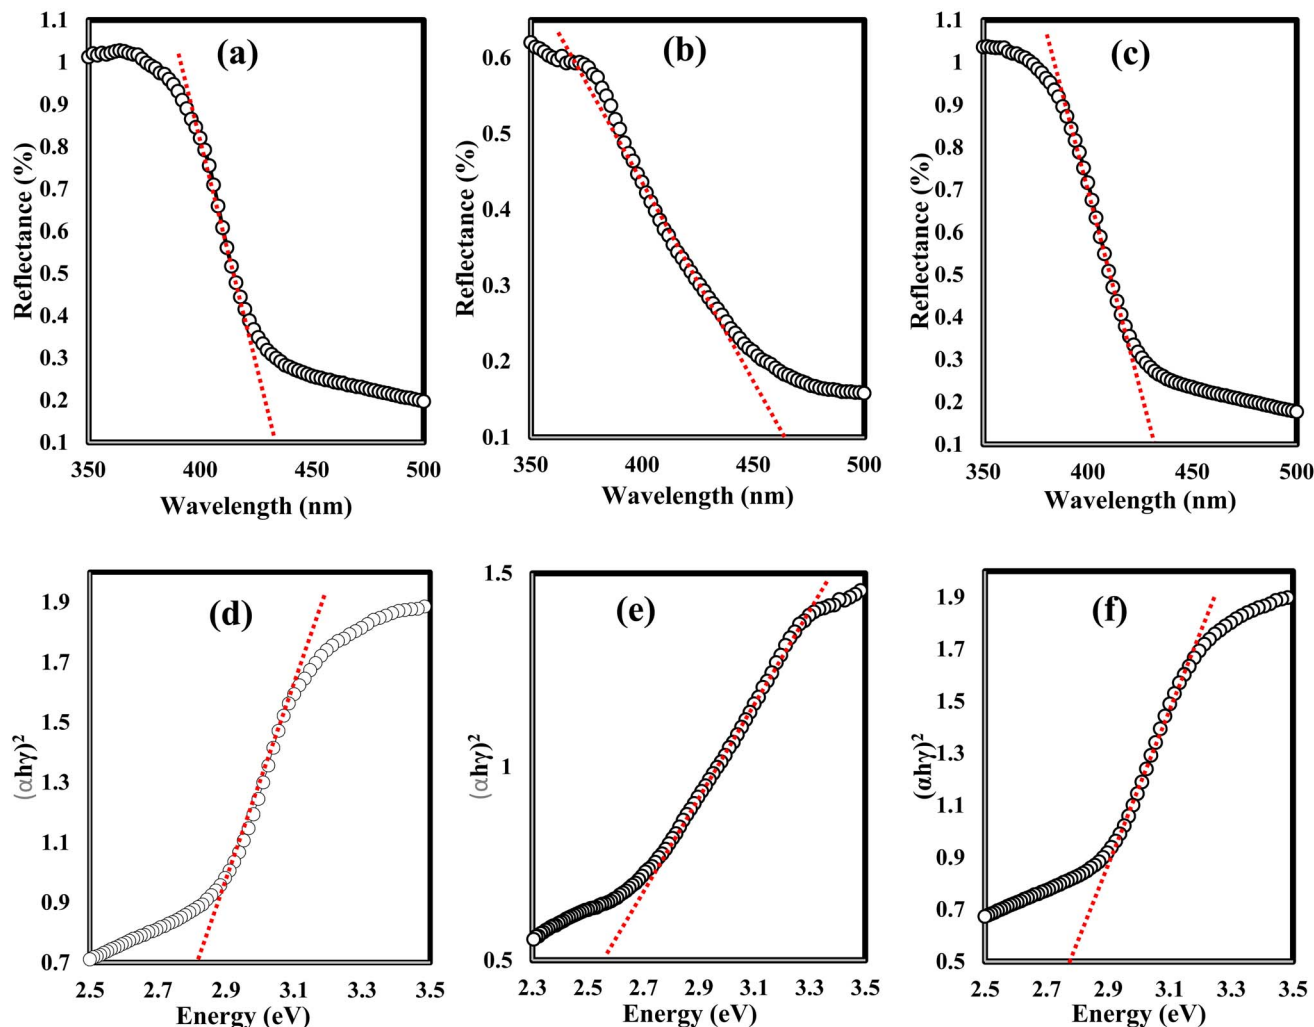 (a)
1.1
1
0.9
0.8
0.7
0.6
0.5
0.4
0.3
0.2
0.1
Reflectance (%)
350 400 450 500
Wavelength (nm)
(b)
0.6
0.5
0.4
0.3
0.2
0.1
Reflectance (%)
350 400 450 500
Wavelength (nm)
(c)
1.1
1
0.9
0.8
0.7
0.6
0.5
0.4
0.3
0.2
0.1
Reflectance (%)
350 400 450 500
Wavelength (nm)
(d)
1.9
1.7
1.5
1.3
1.1
0.9
0.7
(αhγ)²
2.5 2.7 2.9 3.1 3.3 3.5
Energy (eV)
(e)
1.5
1
0.5
(αhγ)²
2.3 2.5 2.7 2.9 3.1 3.3 3.5
Energy (eV)
(f)
1.9
1.7
1.5
1.3
1.1
0.9
0.7
0.5
(αhγ)²
2.5 2.7 2.9 3.1 3.3 3.5
Energy (eV)